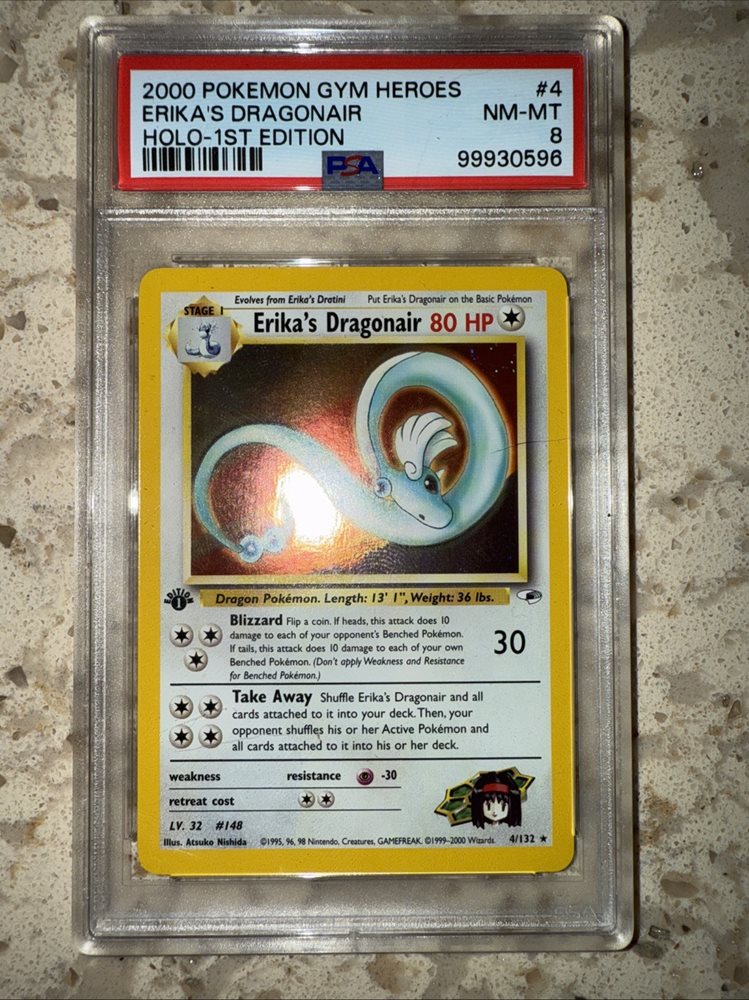 2000 POKEMON GYM HEROES #4
ERIKA'S DRAGONAIR NM-MT
HOLO-1ST EDITION 8
PSA 99930596
Evolves from Erika's Dratini Put Erika's Dragonair on the Basic Pokémon
STAGE 1
Erika's Dragonair 80 HP
EDITION
1
Dragon Pokémon. Length: 13' 1", Weight: 36 lbs.
Blizzard Flip a coin. If heads, this attack does 10
damage to each of your opponent's Benched Pokémon.
If tails, this attack does 10 damage to each of your own
Benched Pokémon. (Don't apply Weakness and Resistance
for Benched Pokémon.)
30
Take Away Shuffle Erika's Dragonair and all
cards attached to it into your deck. Then, your
opponent shuffles his or her Active Pokémon and
all cards attached to it into his or her deck.
weakness resistance -30
retreat cost
LV. 32 #148
Illus. Atsuko Nishida ©1995, 96, 98 Nintendo, Creatures, GAMEFREAK. ©1999-2000 Wizards. 4/132 ★